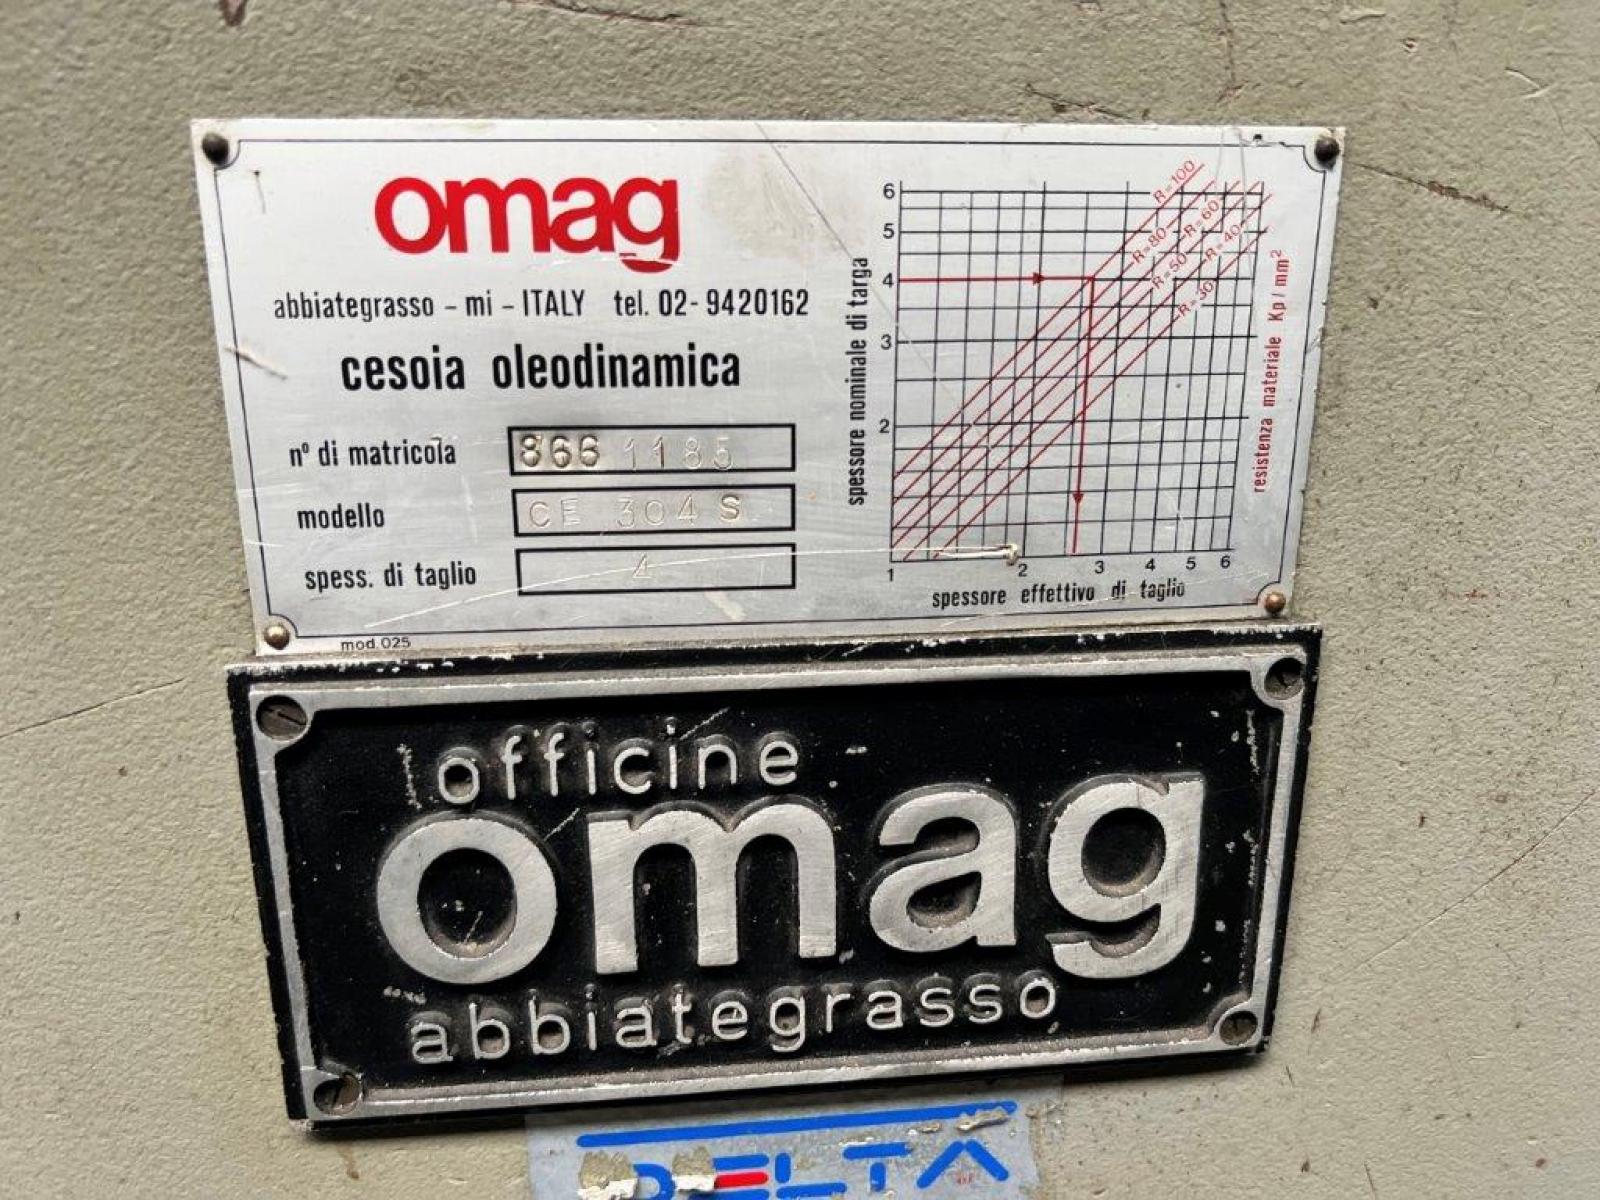 omag
abbiategrasso - mi - ITALY tel. 02-9420162
cesoia oleodinamica
n° di matricola 866 1185
modello CE 304 S
spess. di taglio 4
mod. 025
spessore nominale di targa
6
5
4
3
2
1 2 3 4 5 6
spessore effettivo di taglio
R=100
R=80
R=60
R=50
R=40
R=30
resistenza materiale Kp/mm²
officine
omag
abbiategrasso
DELTA